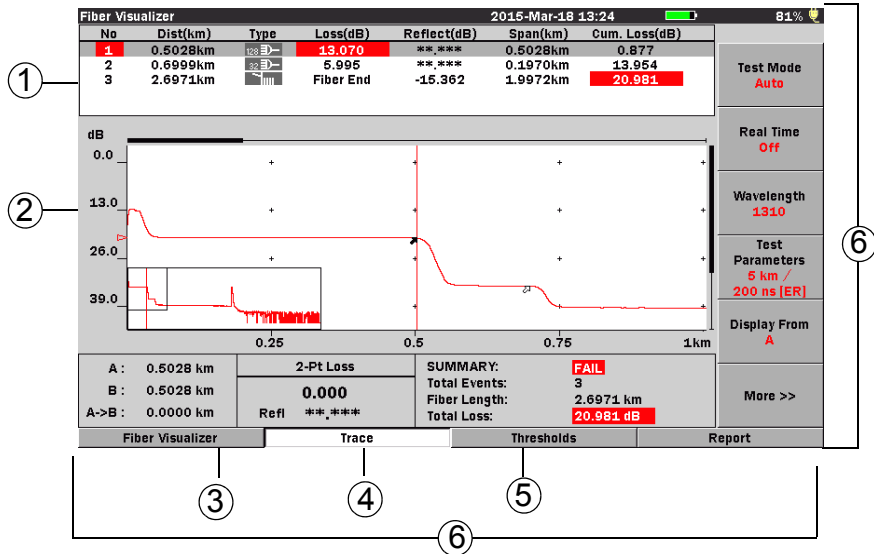 Fiber Visualizer 2015-Mar-18 13:24 81%
No Dist(km) Type Loss(dB) Reflect(dB) Span(km) Cum. Loss(dB)
1 0.5028km 128 13.070 **.*** 0.5028km 0.877
2 0.6999km 32 5.995 **.*** 0.1970km 13.954
3 2.6971km Fiber End -15.362 1.9972km 20.981
Test Mode
Auto
Real Time
Off
Wavelength
1310
Test
Parameters
5 km /
200 ns [ER]
Display From
A
More >>
dB
0.0
13.0
26.0
39.0
0.25 0.5 0.75 1km
A : 0.5028 km
B : 0.5028 km
A->B : 0.0000 km
2-Pt Loss
0.000
Refl **.***
SUMMARY: FAIL
Total Events: 3
Fiber Length: 2.6971 km
Total Loss: 20.981 dB
Fiber Visualizer Trace Thresholds Report
1
2
3
4
5
6
6